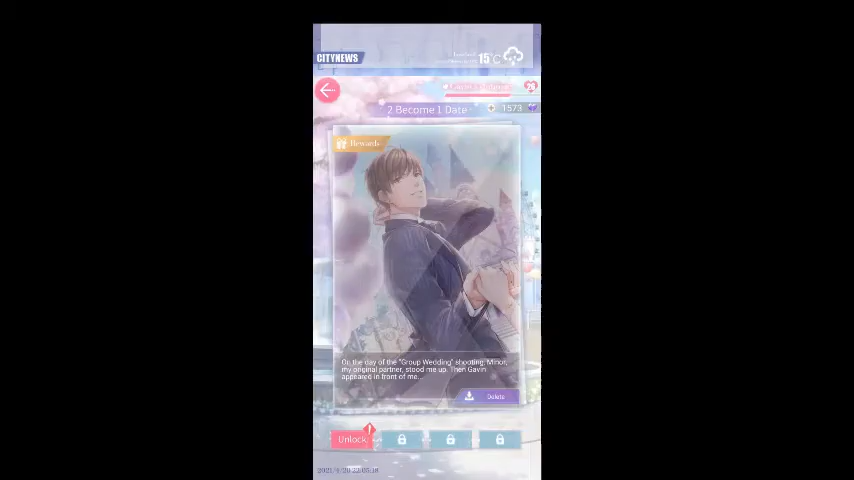 CITYNEWS
15°C
2 Become 1 Date
1573
Rewards
On the day of the "Group Wedding" shooting, Minor,
my original partner, stood me up. Then Gavin
appeared in front of me...
Delete
Unlock